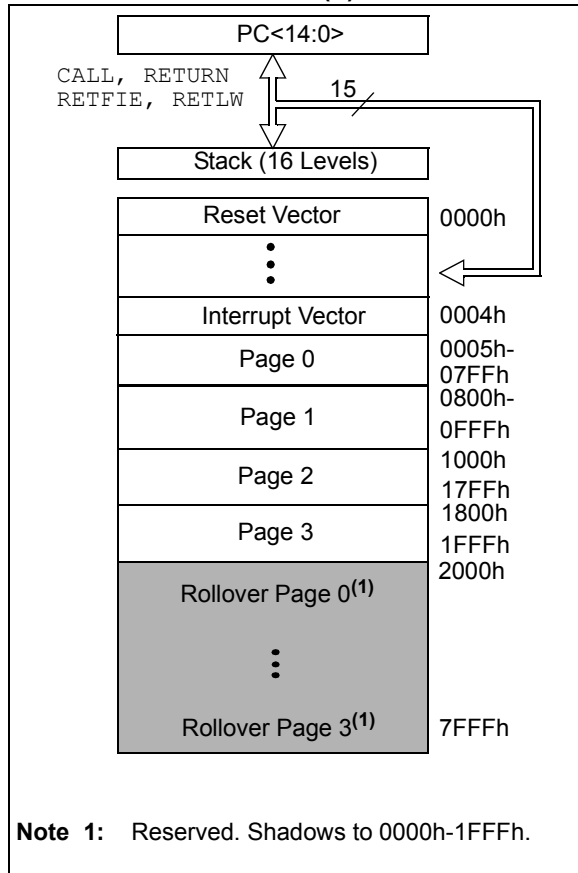 PC<14:0>
CALL, RETURN
RETFIE, RETLW
15
Stack (16 Levels)
Reset Vector
0000h
Interrupt Vector
0004h
Page 0
0005h-
07FFh
Page 1
0800h-
0FFFh
Page 2
1000h
17FFh
Page 3
1800h
1FFFh
Rollover Page 0(1)
2000h
Rollover Page 3(1)
7FFFh
Note 1: Reserved. Shadows to 0000h-1FFFh.